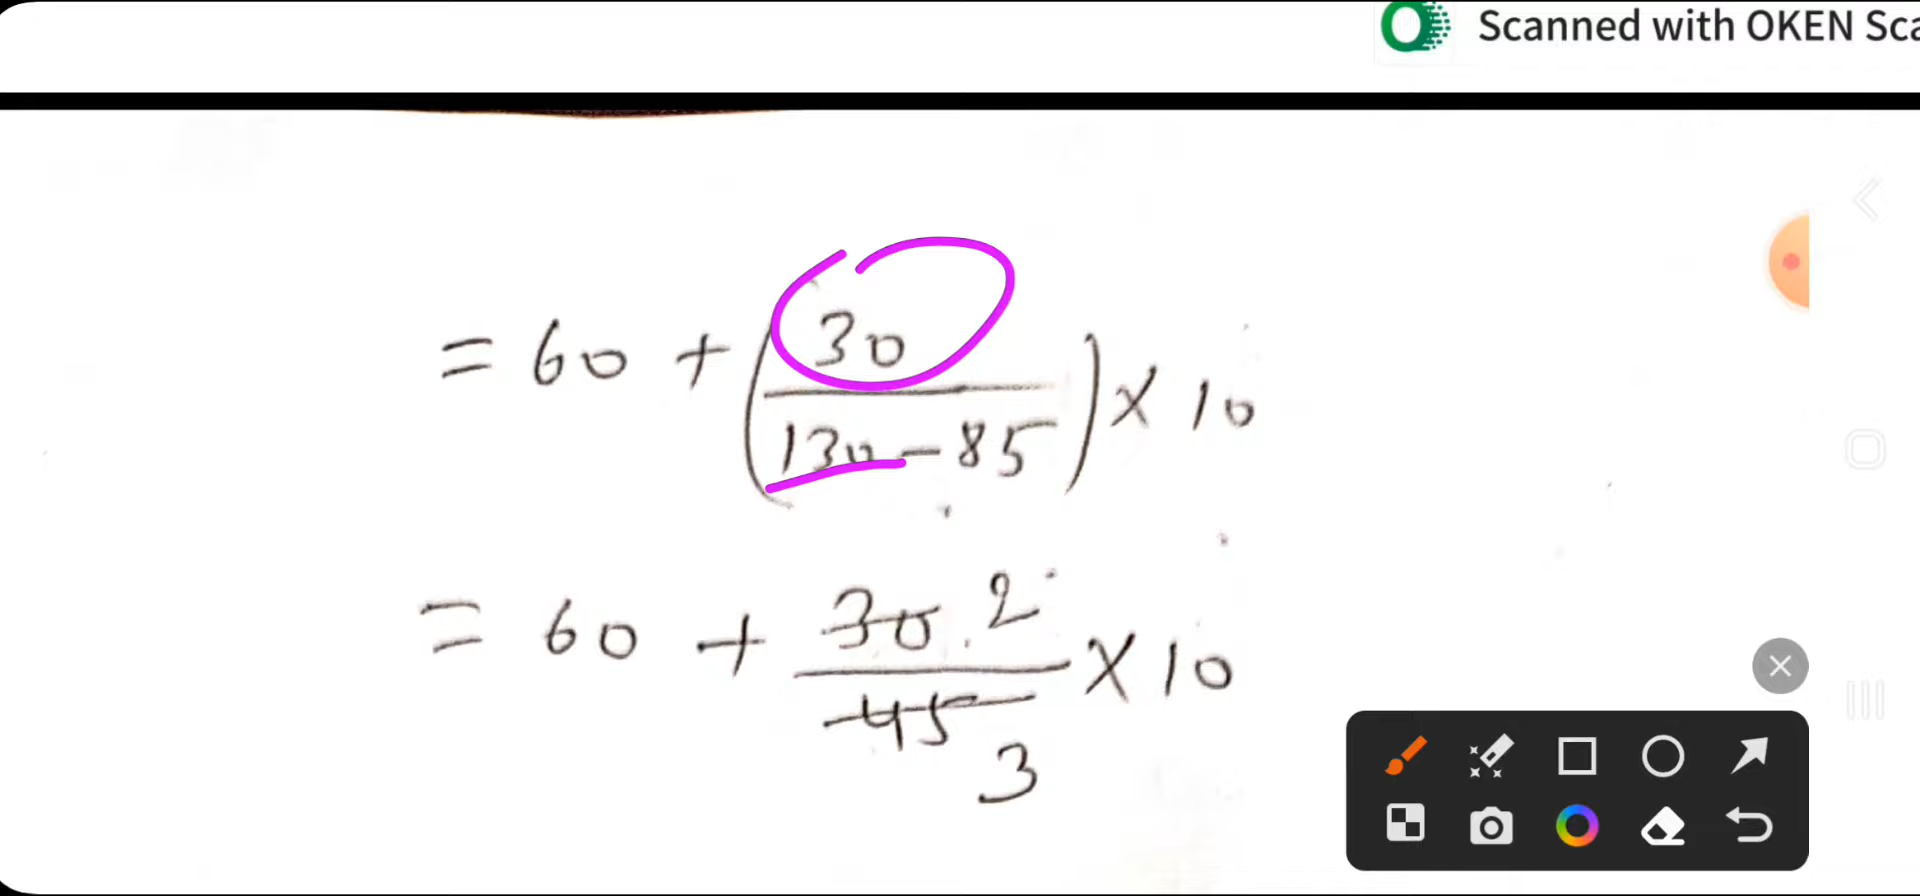 Scanned with OKEN Sca
= 60 + (30 / 130 - 85) × 10
= 60 + 30 2 / 45 3 × 10